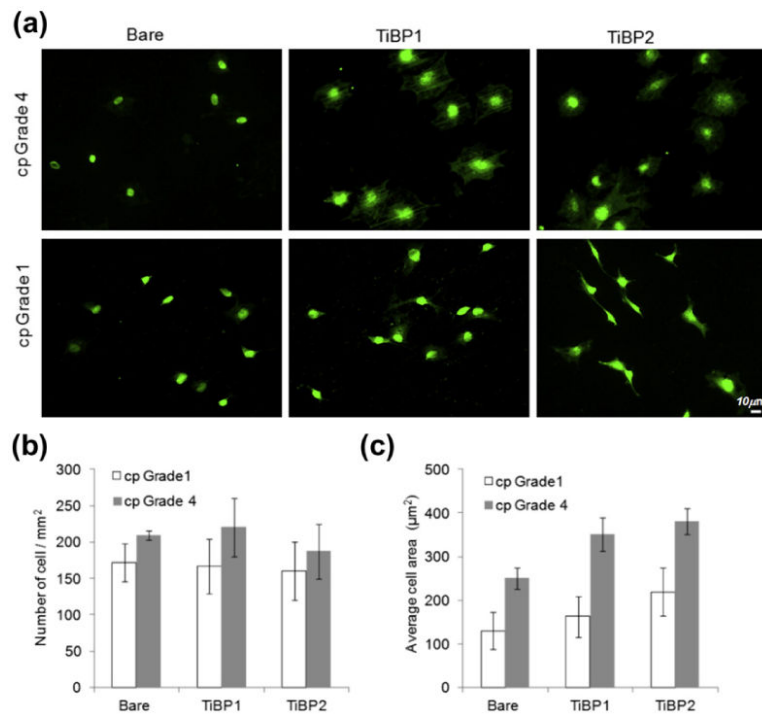 (a)
Bare TiBP1 TiBP2
cp Grade 4
cp Grade 1
10μm
(b)
300
250
200
150
100
50
0
Number of cell / mm²
cp Grade1
cp Grade 4
Bare TiBP1 TiBP2
(c)
500
400
300
200
100
0
Average cell area (μm²)
cp Grade1
cp Grade 4
Bare TiBP1 TiBP2